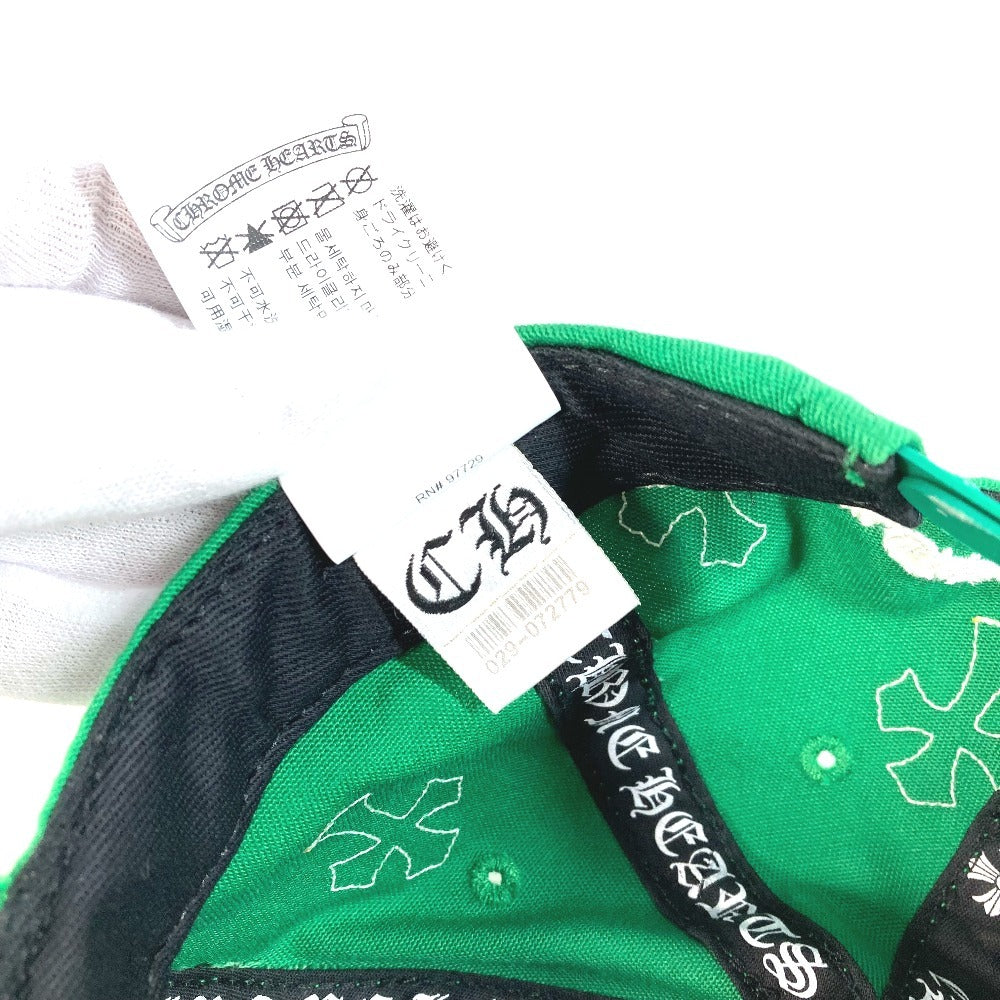 CHROME HEARTS
洗濯はお避けく
ドライクリーニ
身ごろのみ部分
물세탁하지 마
드라이클리
부분 세탁
不可水洗
不可干
可用湿
RN# 97729
CH
029-072779
HEARTS